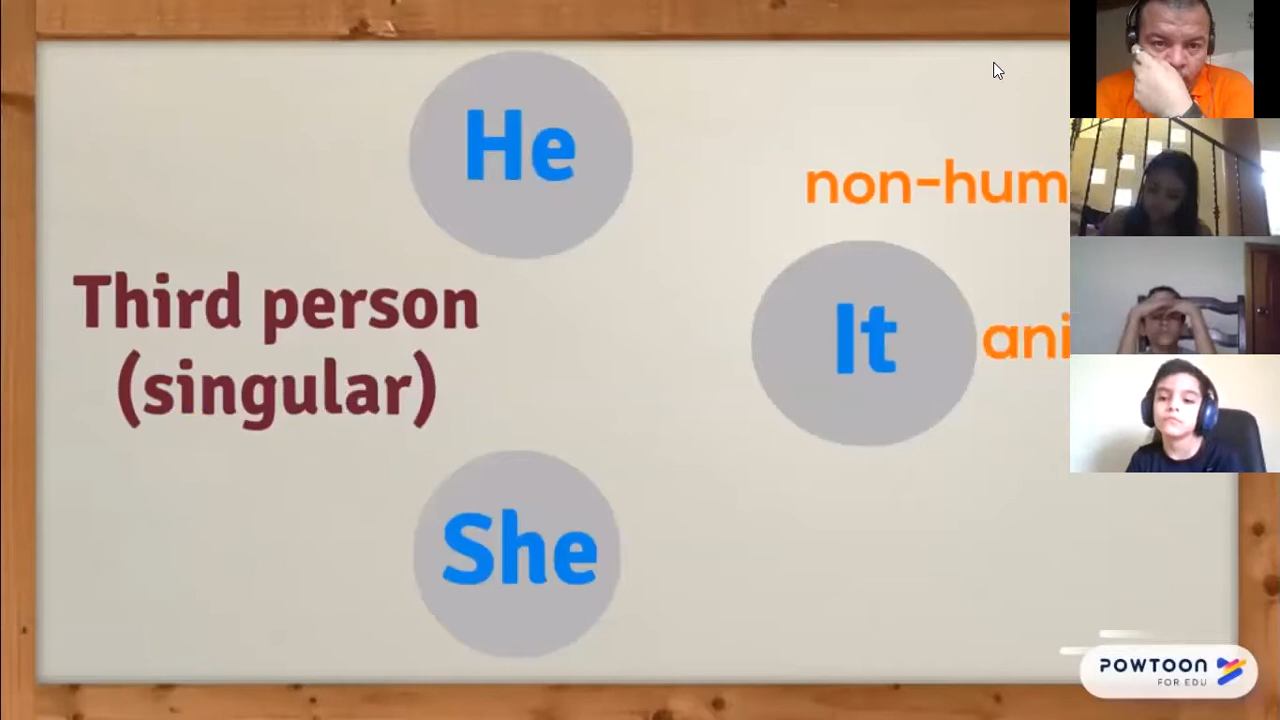 He
non-hum
Third person
(singular)
It
ani
She
POWTOON
FOR EDU